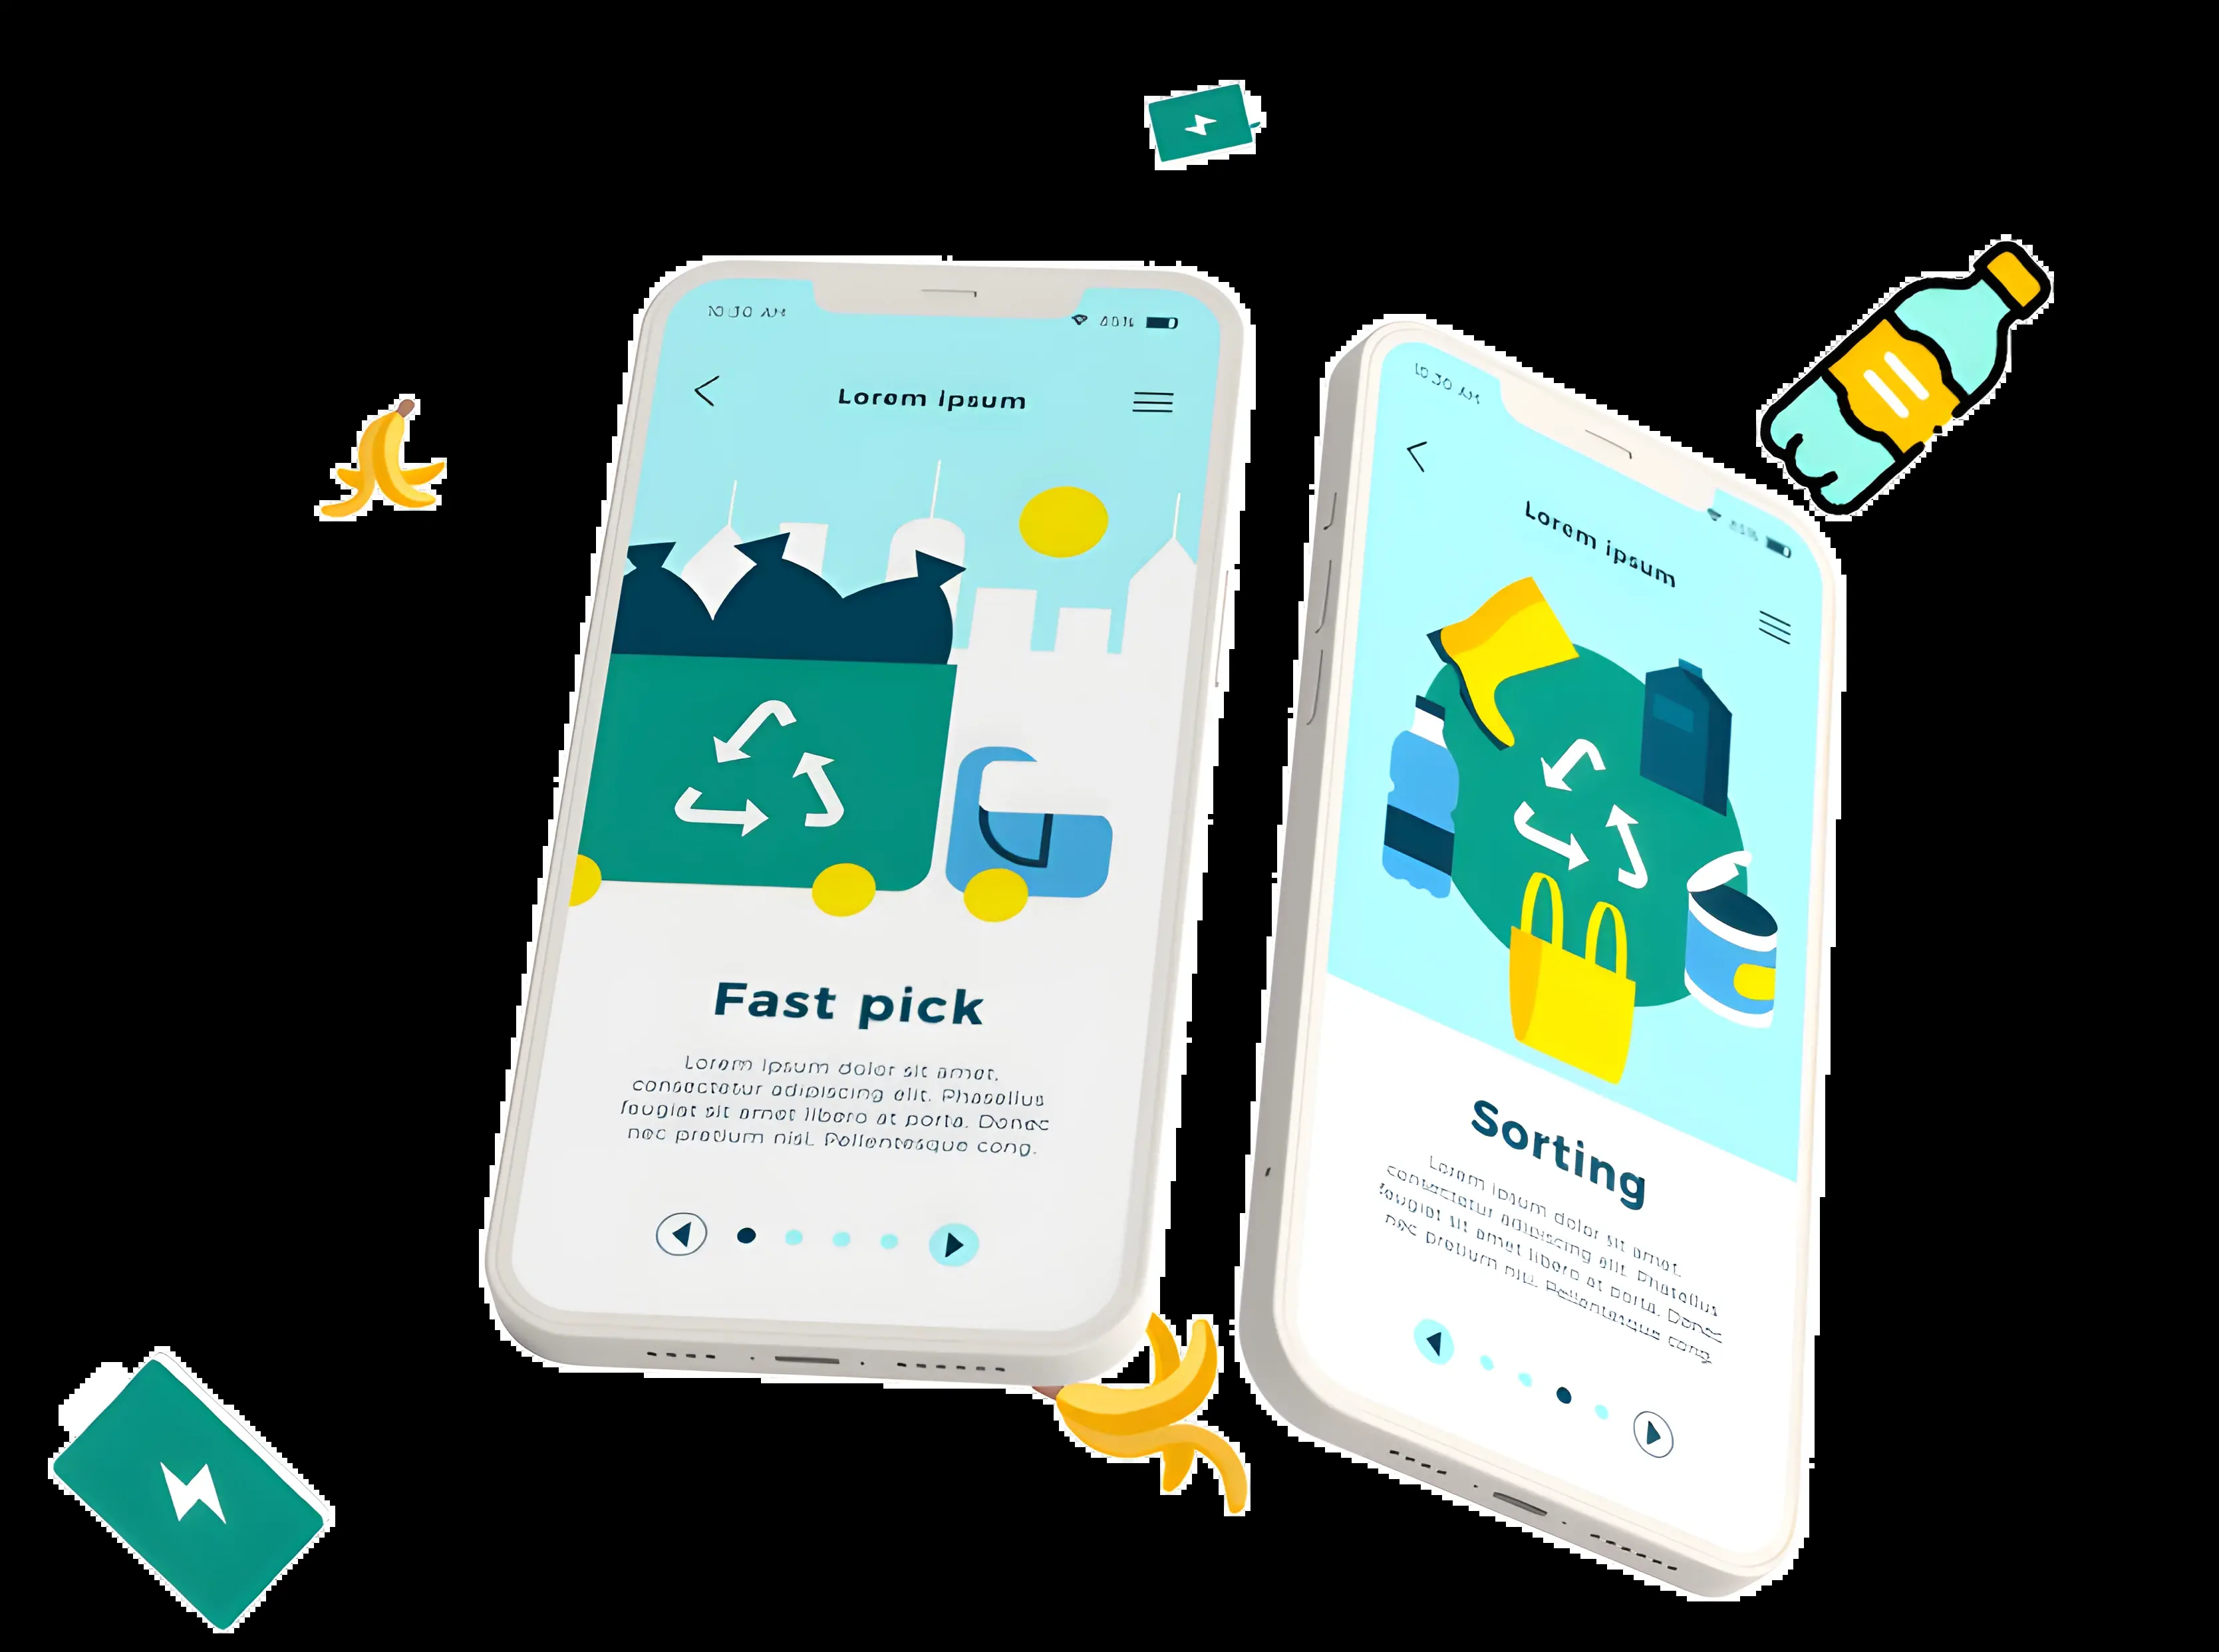 10:30 AM
Lorem ipsum
Fast pick
Lorem ipsum dolor sit amet,
consectetur adipiscing elit. Phasellus
feugiat sit amet libero at porta. Donec
nec pretium nisl. Pellentesque cong.
10:30 AM
Lorem ipsum
Sorting
Lorem ipsum dolor sit amet,
consectetur adipiscing elit. Phasellus
feugiat sit amet libero at porta. Donec
nec pretium nisl. Pellentesque cong.